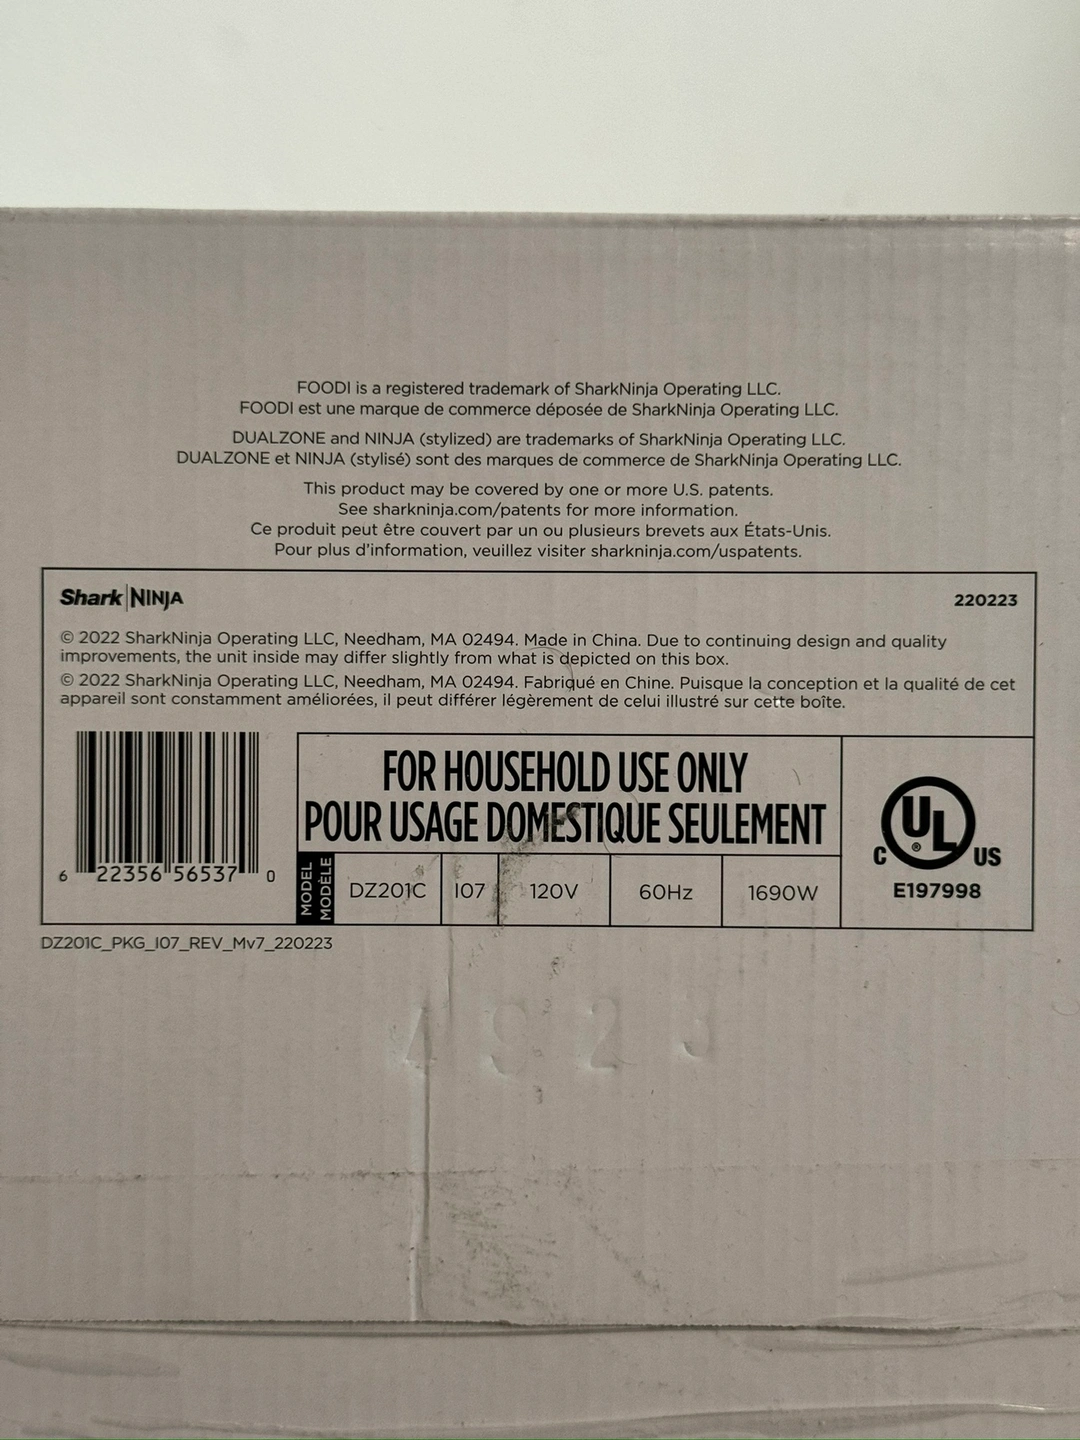 FOODI is a registered trademark of SharkNinja Operating LLC.
FOODI est une marque de commerce déposée de SharkNinja Operating LLC.
DUALZONE and NINJA (stylized) are trademarks of SharkNinja Operating LLC.
DUALZONE et NINJA (stylisé) sont des marques de commerce de SharkNinja Operating LLC.
This product may be covered by one or more U.S. patents.
See sharkninja.com/patents for more information.
Ce produit peut être couvert par un ou plusieurs brevets aux États-Unis.
Pour plus d'information, veuillez visiter sharkninja.com/uspatents.
Shark|NINJA 220223
© 2022 SharkNinja Operating LLC, Needham, MA 02494. Made in China. Due to continuing design and quality
improvements, the unit inside may differ slightly from what is depicted on this box.
© 2022 SharkNinja Operating LLC, Needham, MA 02494. Fabriqué en Chine. Puisque la conception et la qualité de cet
appareil sont constamment améliorées, il peut différer légèrement de celui illustré sur cette boîte.
FOR HOUSEHOLD USE ONLY
POUR USAGE DOMESTIQUE SEULEMENT
C UL ® US
E197998
6 22356 56537 0
MODEL
MODÈLE
DZ201C I07 120V 60Hz 1690W
DZ201C_PKG_I07_REV_Mv7_220223